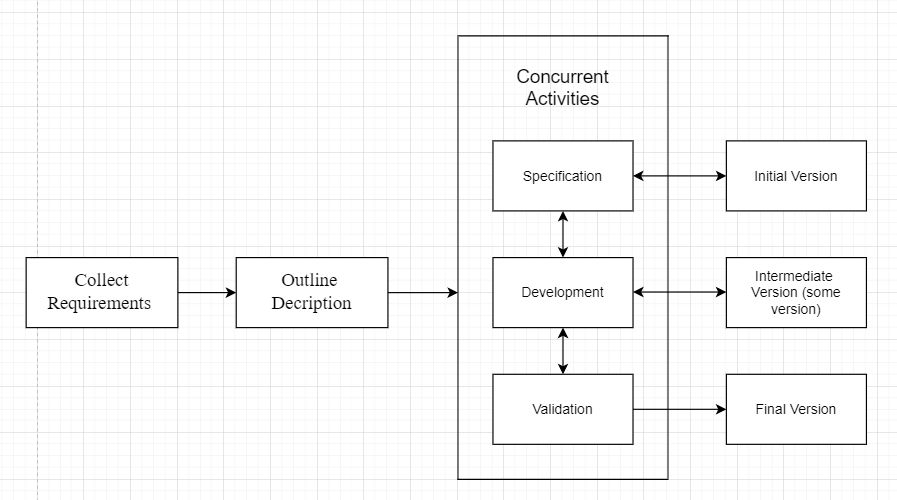 Concurrent
Activities
Specification
Initial Version
Collect
Requirements
Outline
Decription
Development
Intermediate
Version (some
version)
Validation
Final Version